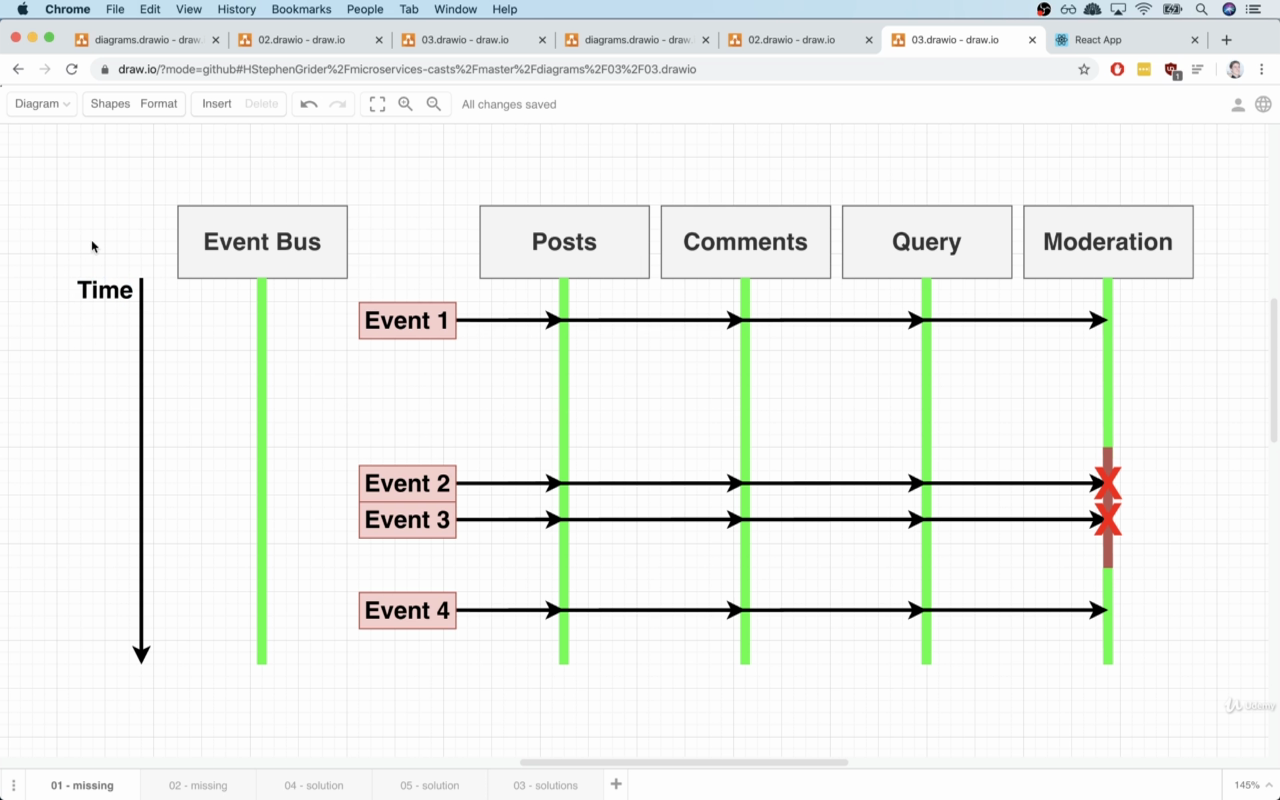 Chrome File Edit View History Bookmarks People Tab Window Help
diagrams.drawio - draw. 02.drawio - draw.io 03.drawio - draw.io diagrams.drawio - draw. 02.drawio - draw.io 03.drawio - draw.io React App
draw.io/?mode=github#HStephenGrider%2Fmicroservices-casts%2Fmaster%2Fdiagrams%2F03%2F03.drawio
Diagram Shapes Format Insert Delete All changes saved
Event Bus Posts Comments Query Moderation
Time
Event 1
Event 2
Event 3
Event 4
Udemy
01 - missing 02 - missing 04 - solution 05 - solution 03 - solutions 145%